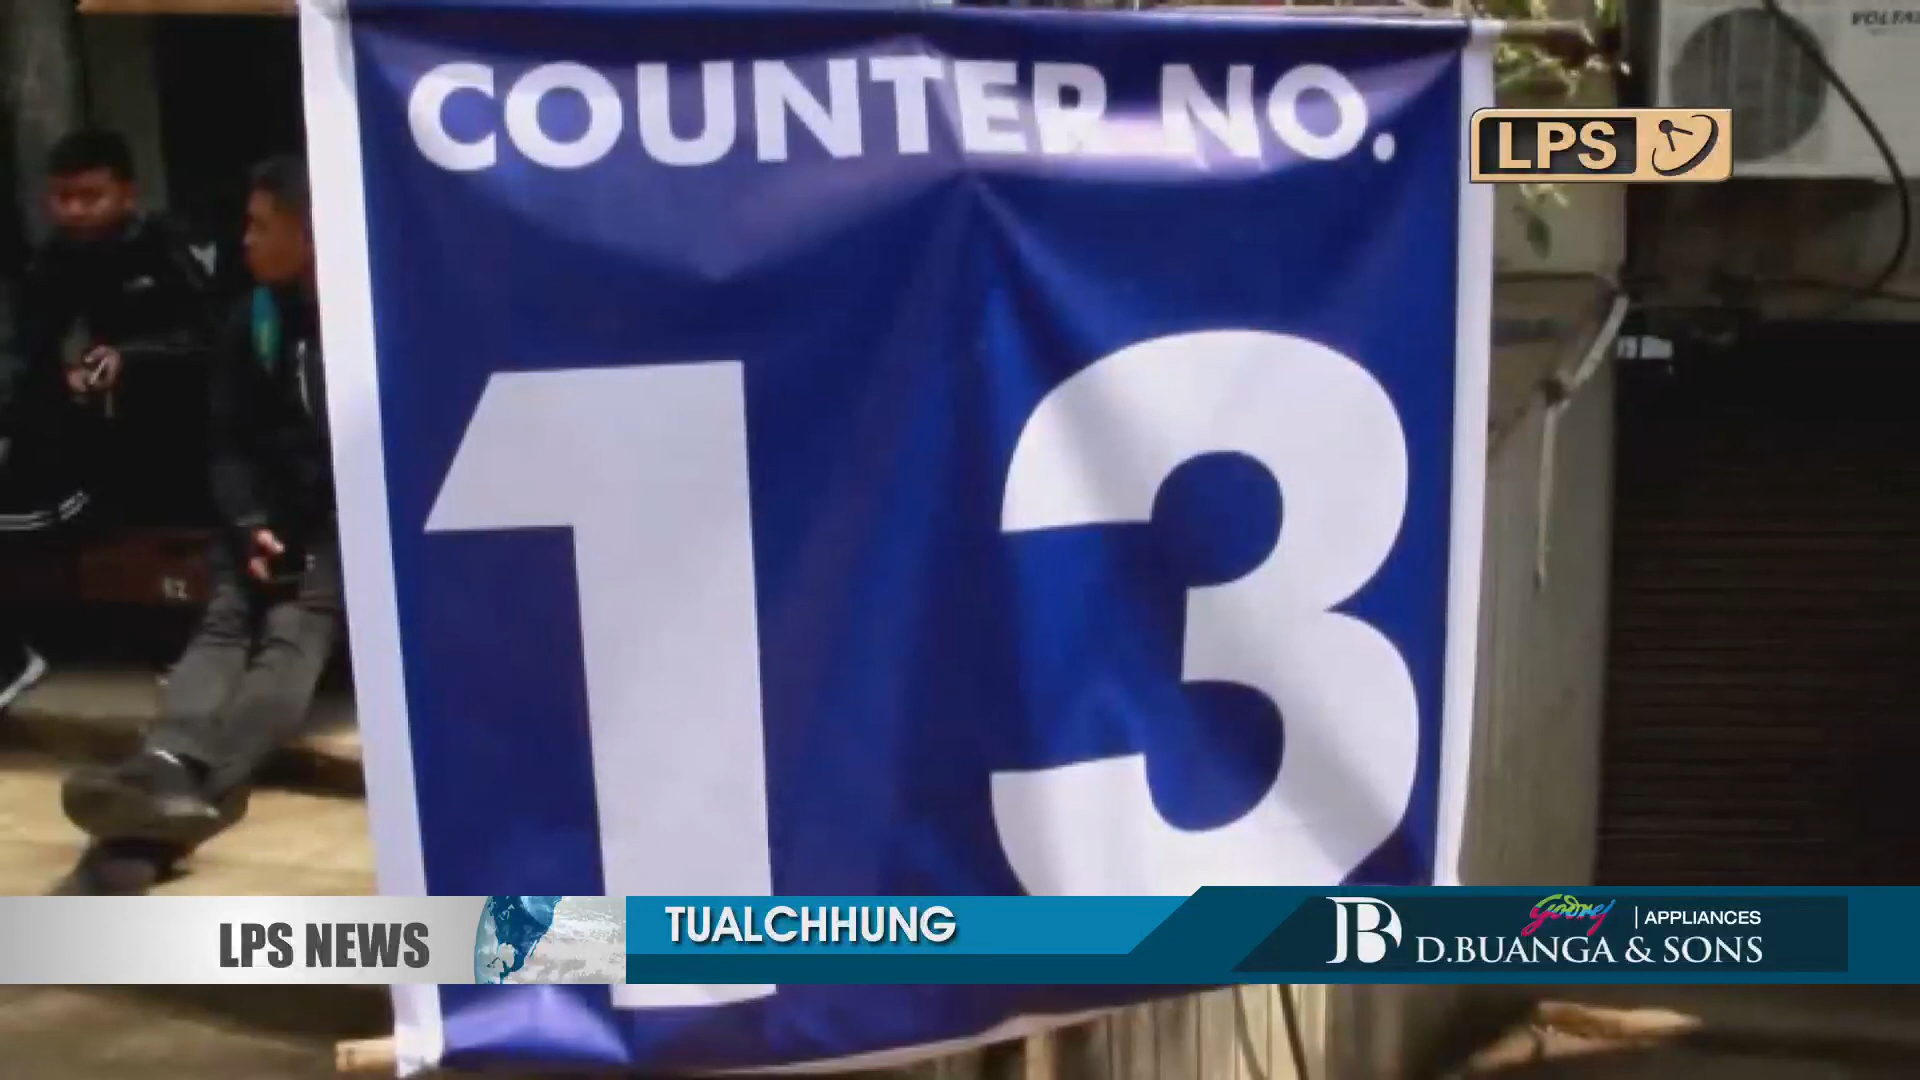 COUNTER NO.
13
LPS
LPS NEWS
TUALCHHUNG
Godrej | APPLIANCES
D.BUANGA & SONS